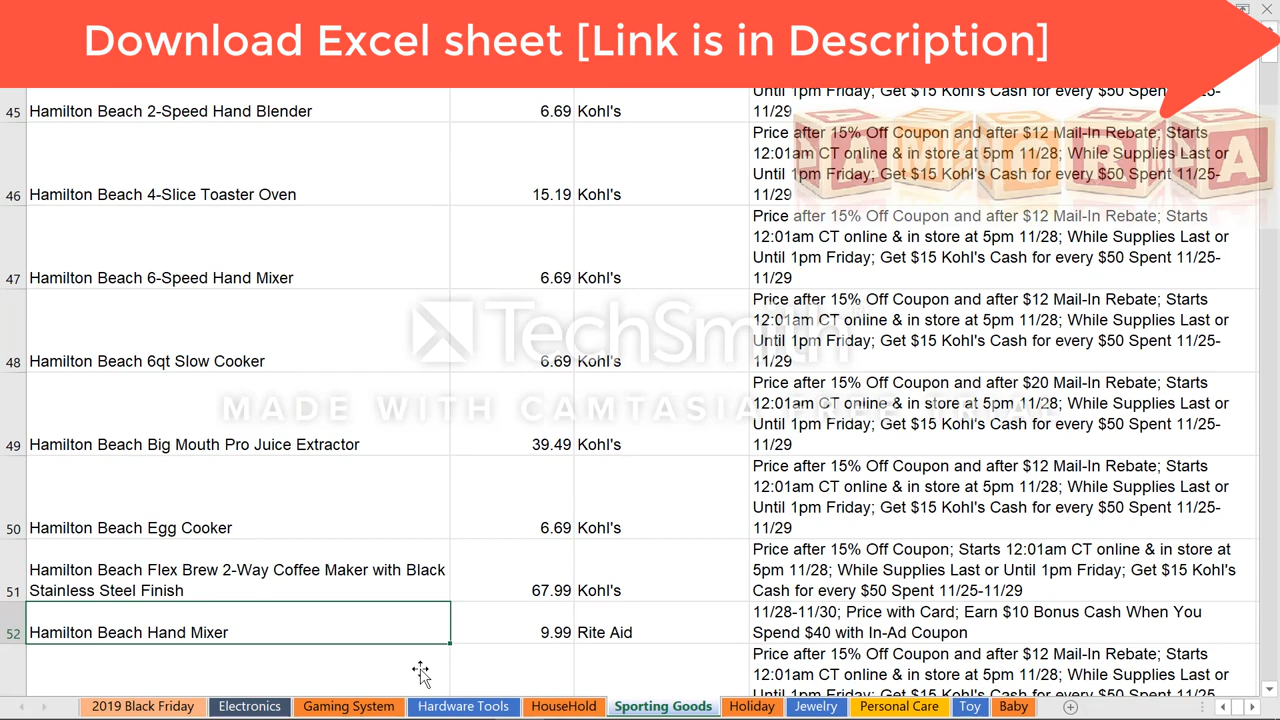 Download Excel sheet [Link is in Description]
Until 1pm Friday; Get $15 Kohl's Cash for every $50 Spent 11/25-
45 Hamilton Beach 2-Speed Hand Blender 6.69 Kohl's 11/29
Price after 15% Off Coupon and after $12 Mail-In Rebate; Starts
12:01am CT online & in store at 5pm 11/28; While Supplies Last or
Until 1pm Friday; Get $15 Kohl's Cash for every $50 Spent 11/25-
46 Hamilton Beach 4-Slice Toaster Oven 15.19 Kohl's 11/29
A M O R A
Price after 15% Off Coupon and after $12 Mail-In Rebate; Starts
12:01am CT online & in store at 5pm 11/28; While Supplies Last or
Until 1pm Friday; Get $15 Kohl's Cash for every $50 Spent 11/25-
47 Hamilton Beach 6-Speed Hand Mixer 6.69 Kohl's 11/29
Price after 15% Off Coupon and after $12 Mail-In Rebate; Starts
12:01am CT online & in store at 5pm 11/28; While Supplies Last or
Until 1pm Friday; Get $15 Kohl's Cash for every $50 Spent 11/25-
48 Hamilton Beach 6qt Slow Cooker 6.69 Kohl's 11/29
TechSmith
MADE WITH CAMTASIA FREE TRIAL
Price after 15% Off Coupon and after $20 Mail-In Rebate; Starts
12:01am CT online & in store at 5pm 11/28; While Supplies Last or
Until 1pm Friday; Get $15 Kohl's Cash for every $50 Spent 11/25-
49 Hamilton Beach Big Mouth Pro Juice Extractor 39.49 Kohl's 11/29
Price after 15% Off Coupon and after $12 Mail-In Rebate; Starts
12:01am CT online & in store at 5pm 11/28; While Supplies Last or
Until 1pm Friday; Get $15 Kohl's Cash for every $50 Spent 11/25-
50 Hamilton Beach Egg Cooker 6.69 Kohl's 11/29
Price after 15% Off Coupon; Starts 12:01am CT online & in store at
Hamilton Beach Flex Brew 2-Way Coffee Maker with Black 5pm 11/28; While Supplies Last or Until 1pm Friday; Get $15 Kohl's
51 Stainless Steel Finish 67.99 Kohl's Cash for every $50 Spent 11/25-11/29
11/28-11/30; Price with Card; Earn $10 Bonus Cash When You
52 Hamilton Beach Hand Mixer 9.99 Rite Aid Spend $40 with In-Ad Coupon
Price after 15% Off Coupon and after $12 Mail-In Rebate; Starts
12:01am CT online & in store at 5pm 11/28; While Supplies Last or
Until 1pm Friday; Get $15 Kohl's Cash for every $50 Spent 11/25-
2019 Black Friday Electronics Gaming System Hardware Tools HouseHold Sporting Goods Holiday Jewelry Personal Care Toy Baby